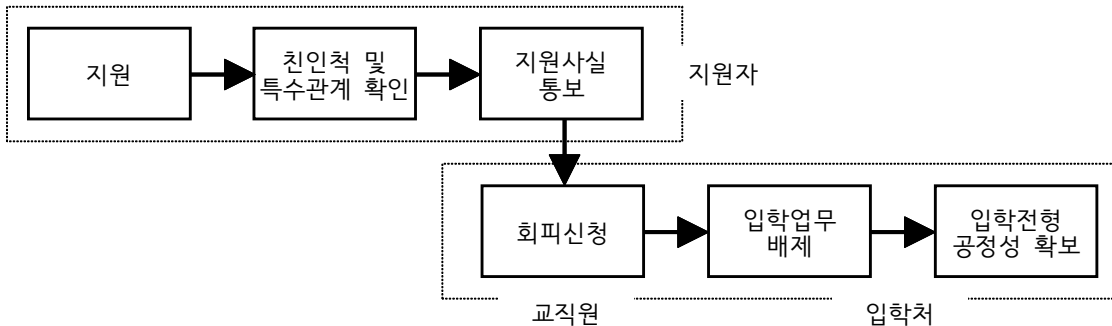 지원
친인척 및
특수관계 확인
지원사실
통보
지원자
회피신청
입학업무
배제
입학전형
공정성 확보
교직원
입학처